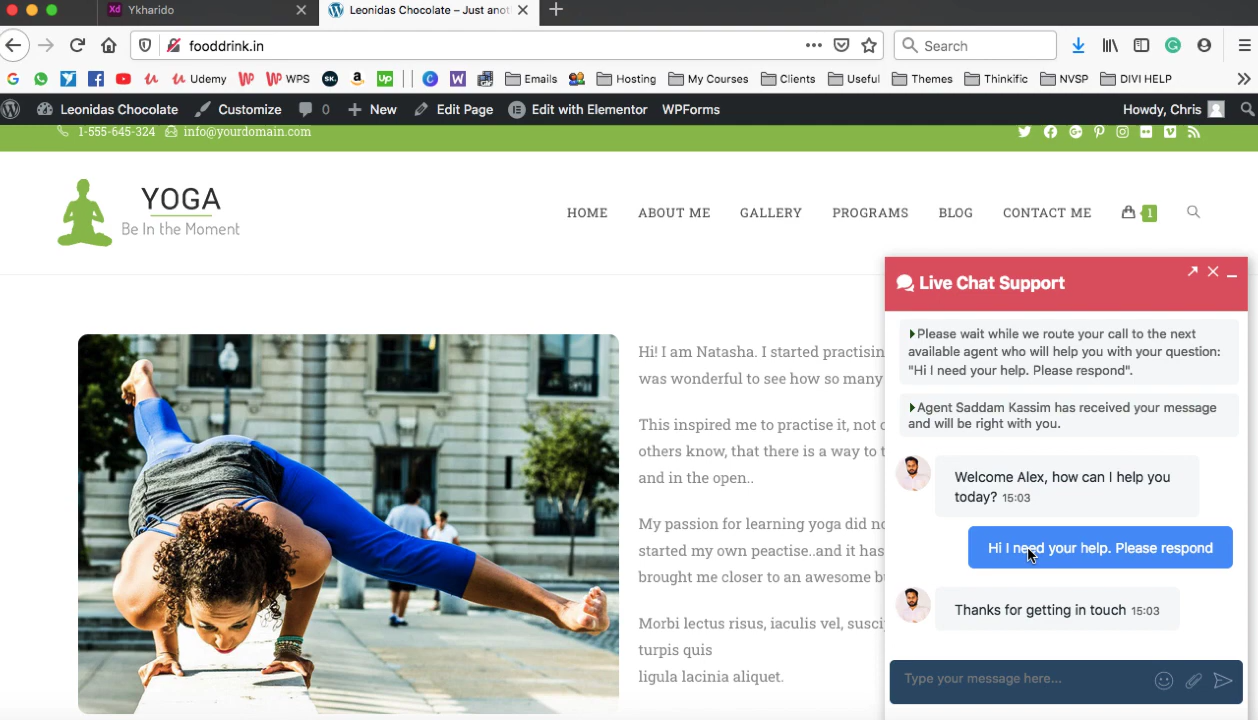 Xd Ykharido
Leonidas Chocolate – Just anot
fooddrink.in
Search
G
Udemy
WPS
SK.
a
up
C
W
Emails
Hosting
My Courses
Clients
Useful
Themes
Thinkific
NVSP
DIVI HELP
Leonidas Chocolate
Customize
0
New
Edit Page
Edit with Elementor
WPForms
Howdy, Chris
1-555-645-324
info@yourdomain.com
YOGA
Be In the Moment
HOME
ABOUT ME
GALLERY
PROGRAMS
BLOG
CONTACT ME
1
Hi! I am Natasha. I started practisin
was wonderful to see how so many
This inspired me to practise it, not
others know, that there is a way to
and in the open..
My passion for learning yoga did
started my own peactise..and it has
brought me closer to an awesome
Morbi lectus risus, iaculis vel, susci
turpis quis
ligula lacinia aliquet.
Live Chat Support
Please wait while we route your call to the next
available agent who will help you with your question:
"Hi I need your help. Please respond".
Agent Saddam Kassim has received your message
and will be right with you.
Welcome Alex, how can I help you
today? 15:03
Hi I need your help. Please respond
Thanks for getting in touch 15:03
Type your message here...